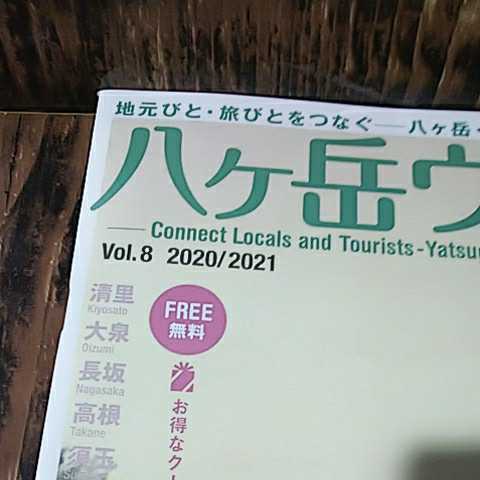 地元びと・旅びとをつなぐ──八ヶ岳・
八ヶ岳ウ
Connect Locals and Tourists-Yatsu
Vol.8 2020/2021
清里
Kiyosato
大泉
Oizumi
長坂
Nagasaka
高根
Takane
須玉
FREE
無料
お得なク